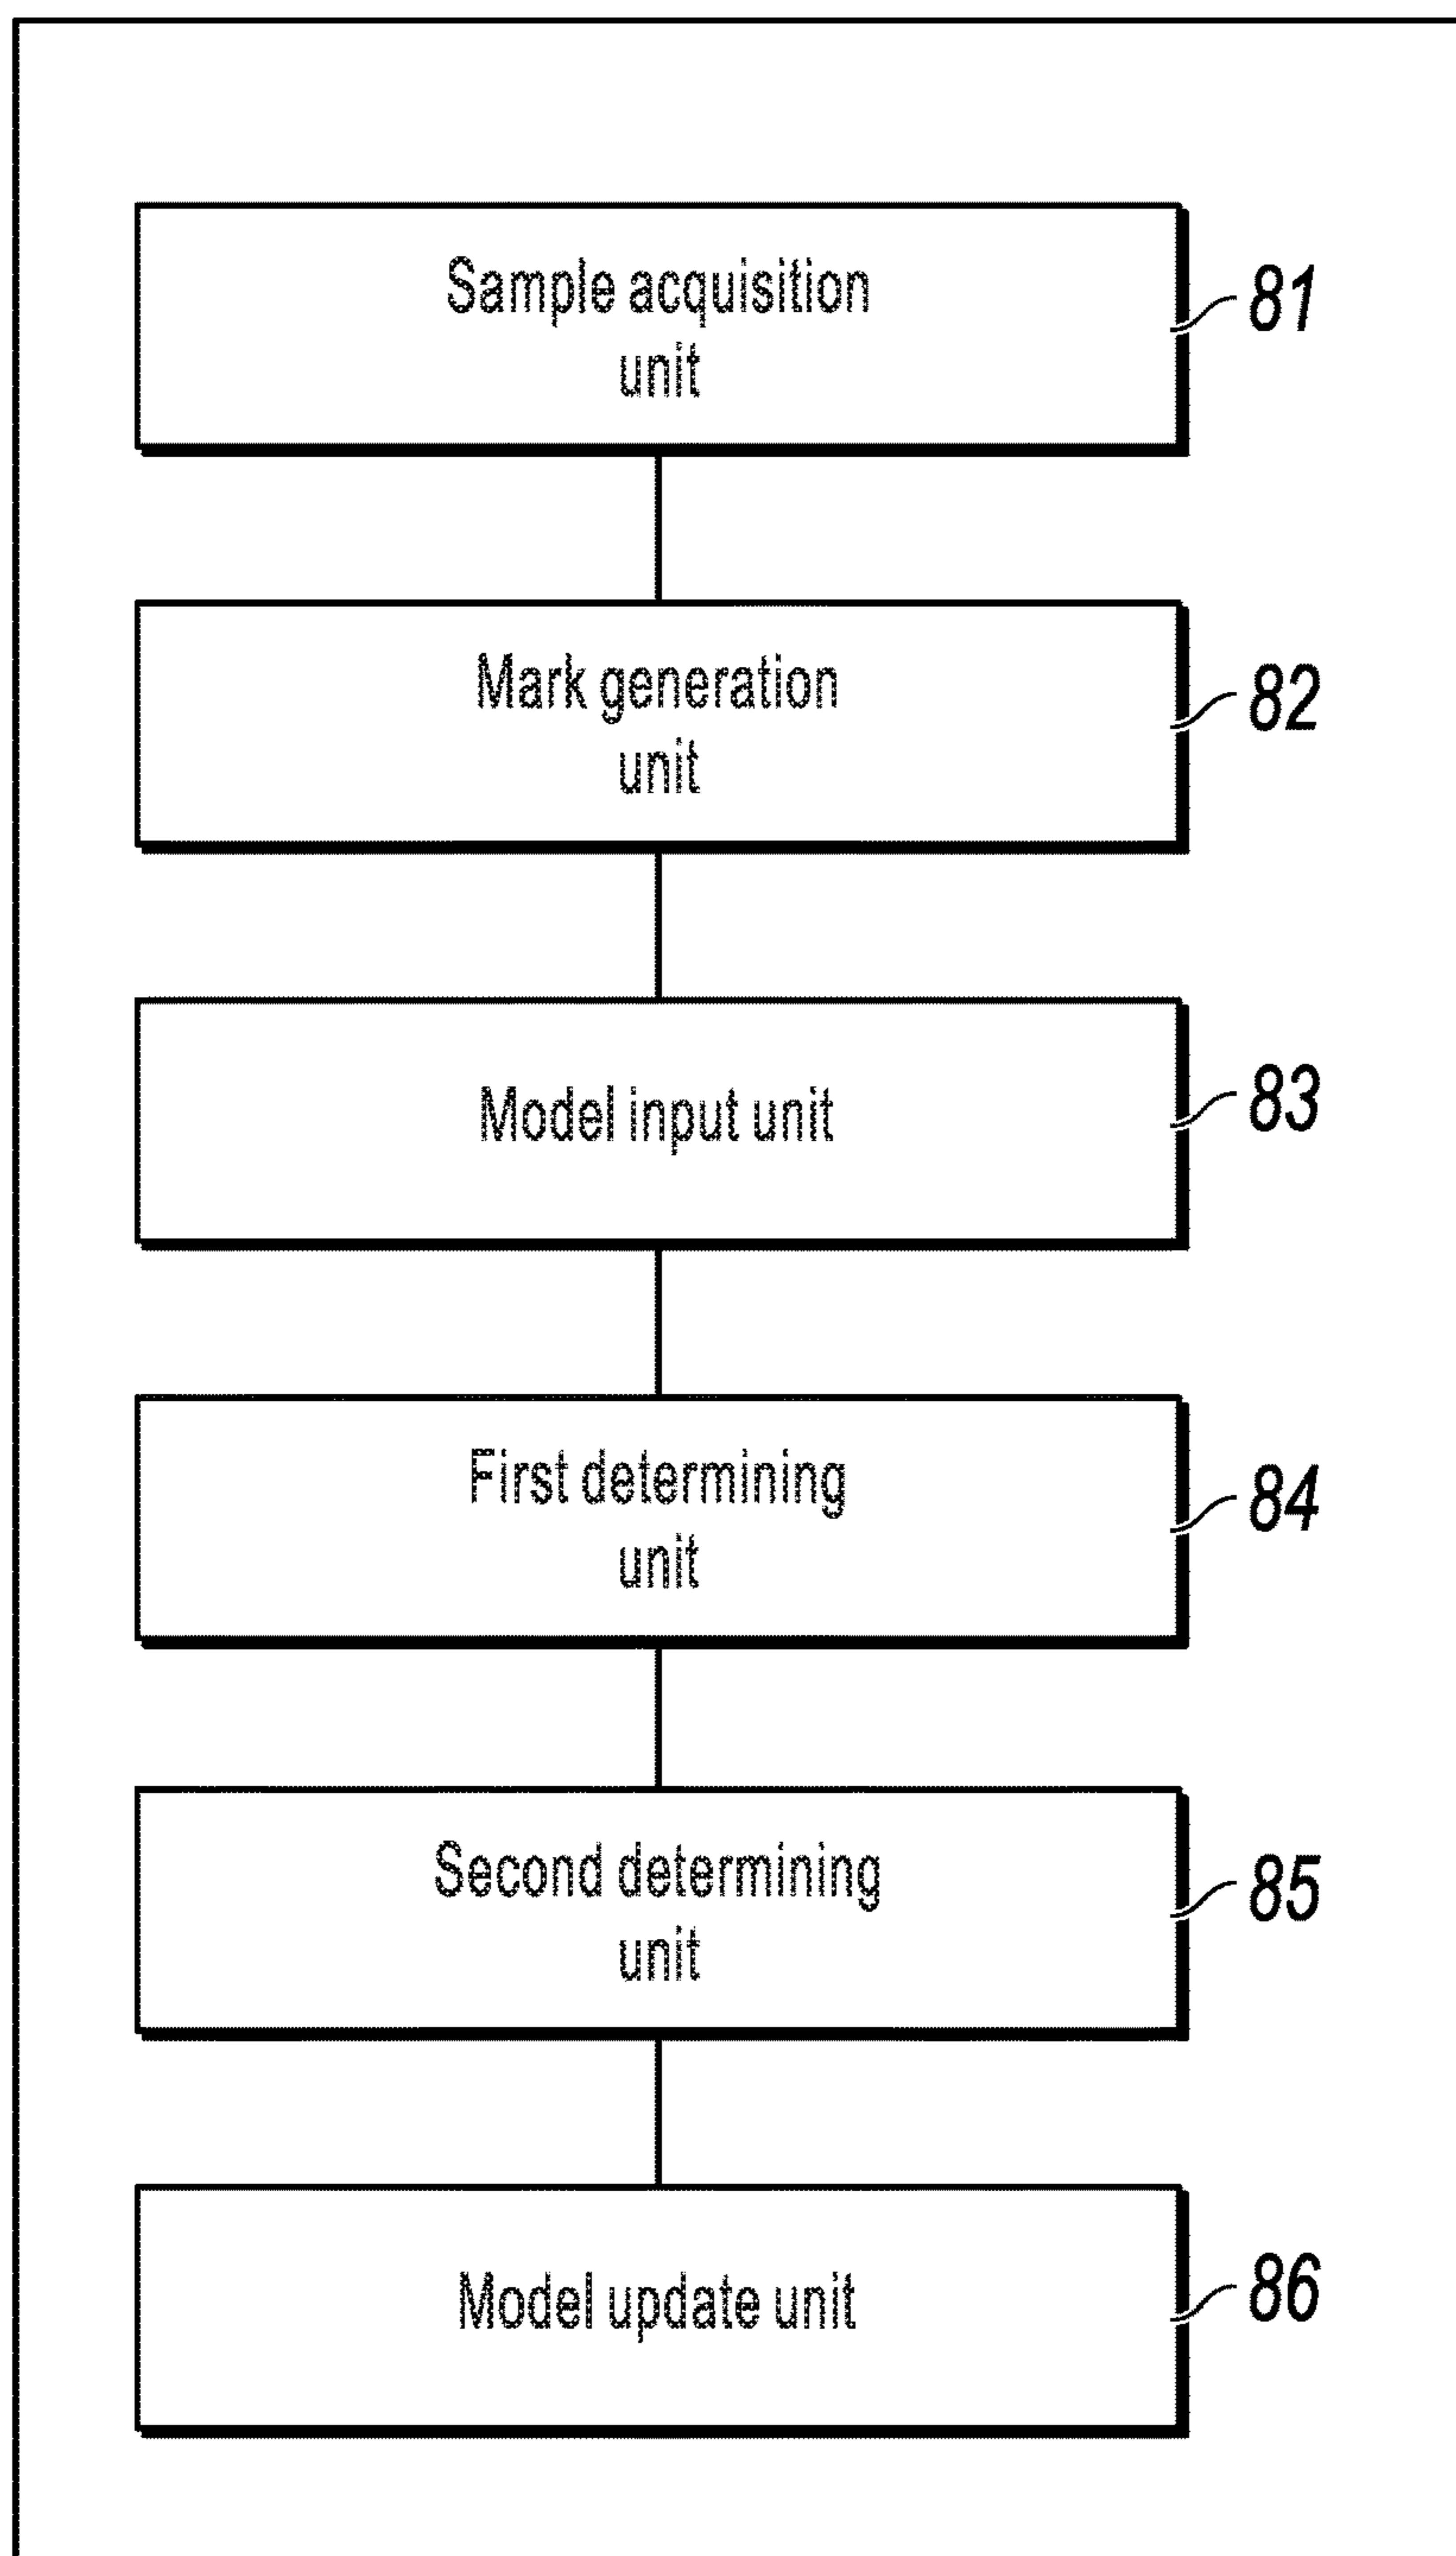 Sample acquisition
unit
81
Mark generation
unit
82
Model input unit
83
First determining
unit
84
Second determining
unit
85
Model update unit
86